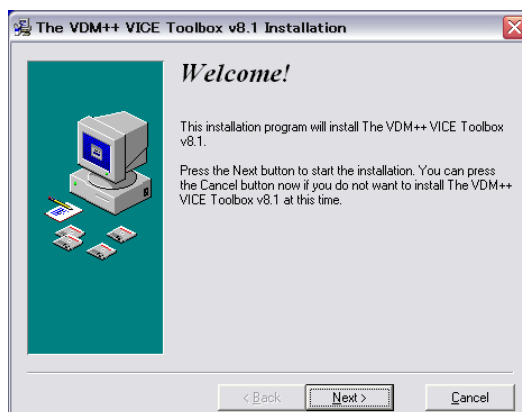 The VDM++ VICE Toolbox v8.1 Installation
Welcome!
This installation program will install The VDM++ VICE Toolbox
v8.1.
Press the Next button to start the installation. You can press
the Cancel button now if you do not want to install The VDM++
VICE Toolbox v8.1 at this time.
< Back
Next >
Cancel